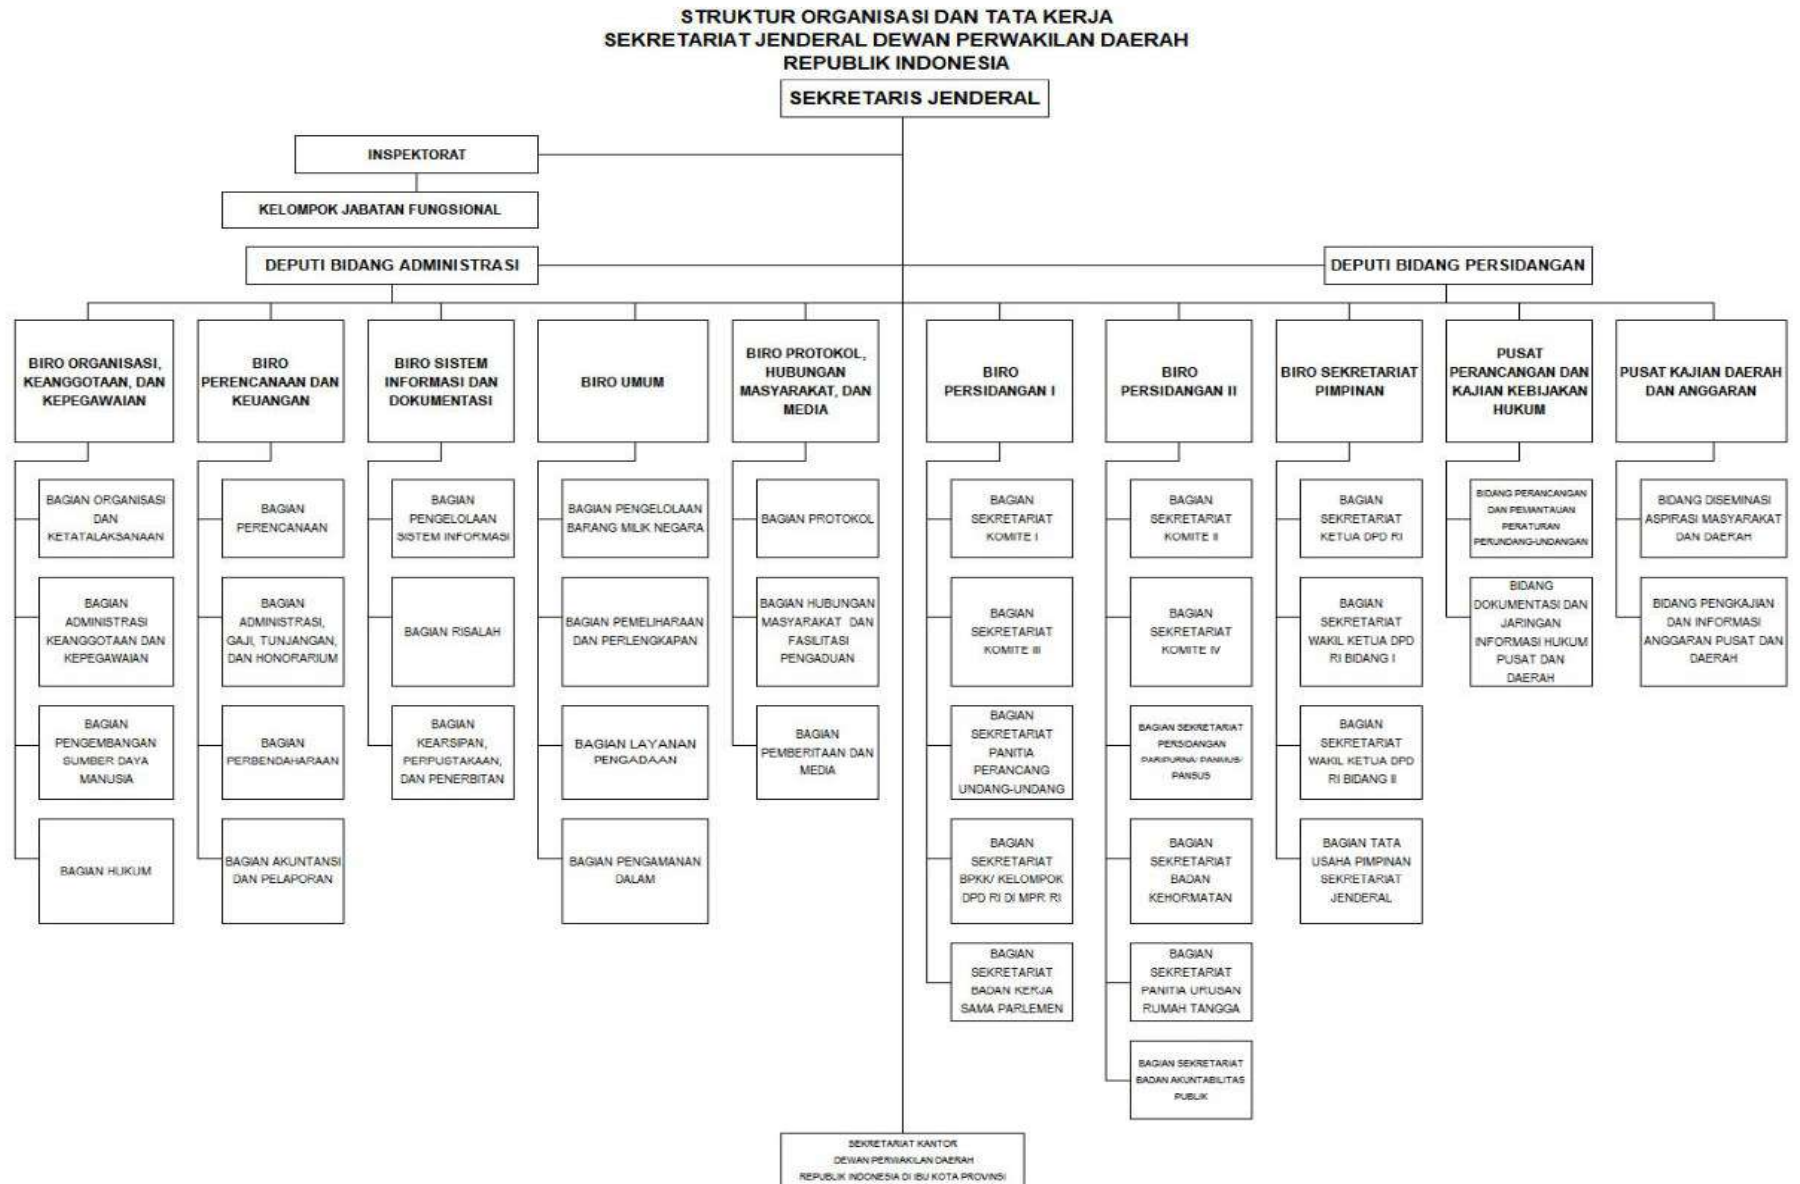 STRUKTUR ORGANISASI DAN TATA KERJA
SEKRETARIAT JENDERAL DEWAN PERWAKILAN DAERAH
REPUBLIK INDONESIA
SEKRETARIS JENDERAL
INSPEKTORAT
KELOMPOK JABATAN FUNGSIONAL
DEPUTI BIDANG ADMINISTRASI
DEPUTI BIDANG PERSIDANGAN
BIRO ORGANISASI,
KEANGGOTAAN, DAN
KEPEGAWAIAN
BIRO
PERENCANAAN DAN
KEUANGAN
BIRO SISTEM
INFORMASI DAN
DOKUMENTASI
BIRO UMUM
BIRO PROTOKOL,
HUBUNGAN
MASYARAKAT, DAN
MEDIA
BIRO
PERSIDANGAN I
BIRO
PERSIDANGAN II
BIRO SEKRETARIAT
PIMPINAN
PUSAT
PERANCANGAN DAN
KAJIAN KEBIJAKAN
HUKUM
PUSAT KAJIAN DAERAH
DAN ANGGARAN
BAGIAN ORGANISASI
DAN
KETATALAKSANAAN
BAGIAN
PERENCANAAN
BAGIAN
PENGELOLAAN
SISTEM INFORMASI
BAGIAN PENGELOLAAN
BARANG MILIK NEGARA
BAGIAN PROTOKOL
BAGIAN
SEKRETARIAT
KOMITE I
BAGIAN
SEKRETARIAT
KOMITE II
BAGIAN
SEKRETARIAT
KETUA DPD RI
BIDANG PERANCANGAN
DAN PEMANTAUAN
PERATURAN
PERUNDANG-UNDANGAN
BIDANG DISEMINASI
ASPIRASI MASYARAKAT
DAN DAERAH
BAGIAN
ADMINISTRASI
KEANGGOTAAN DAN
KEPEGAWAIAN
BAGIAN
ADMINISTRASI,
GAJI, TUNJANGAN,
DAN HONORARIUM
BAGIAN RISALAH
BAGIAN PEMELIHARAAN
DAN PERLENGKAPAN
BAGIAN HUBUNGAN
MASYARAKAT DAN
FASILITASI
PENGADUAN
BAGIAN
SEKRETARIAT
KOMITE III
BAGIAN
SEKRETARIAT
KOMITE IV
BAGIAN
SEKRETARIAT
WAKIL KETUA DPD
RI BIDANG I
BIDANG
DOKUMENTASI DAN
JARINGAN
INFORMASI HUKUM
PUSAT DAN
DAERAH
BIDANG PENGKAJIAN
DAN INFORMASI
ANGGARAN PUSAT DAN
DAERAH
BAGIAN
PENGEMBANGAN
SUMBER DAYA
MANUSIA
BAGIAN
PERBENDAHARAAN
BAGIAN
KEARSIPAN,
PERPUSTAKAAN,
DAN PENERBITAN
BAGIAN LAYANAN
PENGADAAN
BAGIAN
PEMBERITAAN DAN
MEDIA
BAGIAN
SEKRETARIAT
PANITIA
PERANCANG
UNDANG-UNDANG
BAGIAN SEKRETARIAT
PERSIDANGAN
PARIPURNA/ PANMUS/
PANSUS
BAGIAN
SEKRETARIAT
WAKIL KETUA DPD
RI BIDANG II
BAGIAN HUKUM
BAGIAN AKUNTANSI
DAN PELAPORAN
BAGIAN PENGAMANAN
DALAM
BAGIAN
SEKRETARIAT
BPKK/ KELOMPOK
DPD RI DI MPR RI
BAGIAN
SEKRETARIAT
BADAN
KEHORMATAN
BAGIAN TATA
USAHA PIMPINAN
SEKRETARIAT
JENDERAL
BAGIAN
SEKRETARIAT
BADAN KERJA
SAMA PARLEMEN
BAGIAN
SEKRETARIAT
PANITIA URUSAN
RUMAH TANGGA
BAGIAN SEKRETARIAT
BADAN AKUNTABILITAS
PUBLIK
SEKRETARIAT KANTOR
DEWAN PERWAKILAN DAERAH
REPUBLIK INDONESIA DI IBU KOTA PROVINSI